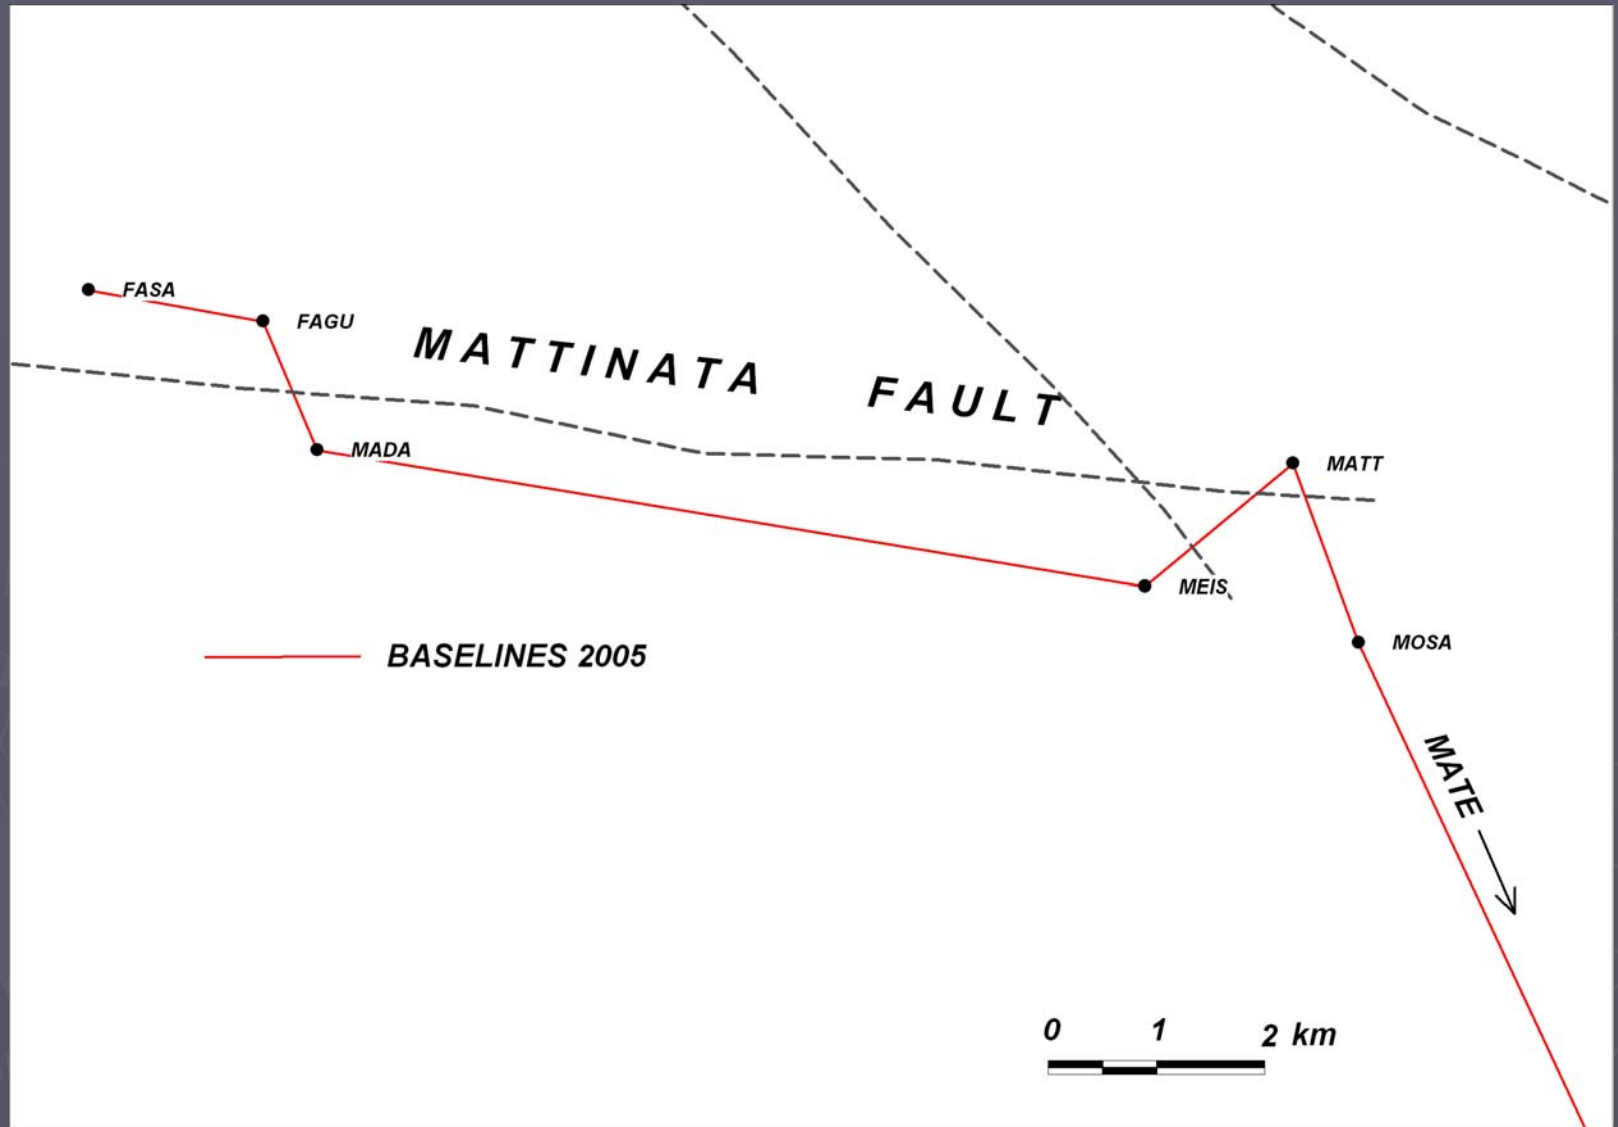 FASA
FAGU
MATTINATA FAULT
MADA
MATT
MEIS
MOSA
BASELINES 2005
MATE
0 1 2 km